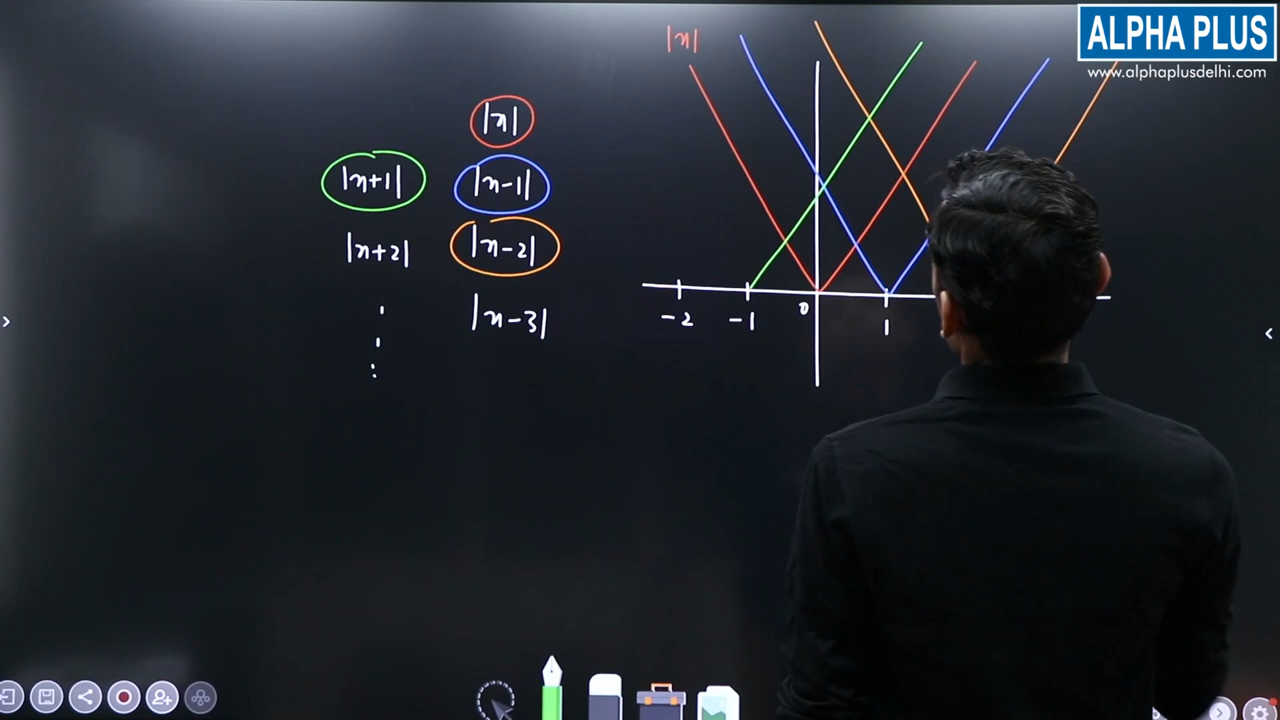 ALPHA PLUS
www.alphaplusdelhi.com
|x|
|x|
|x+1| |x-1|
|x+2| |x-2|
|x-3|
-2 -1 0 1